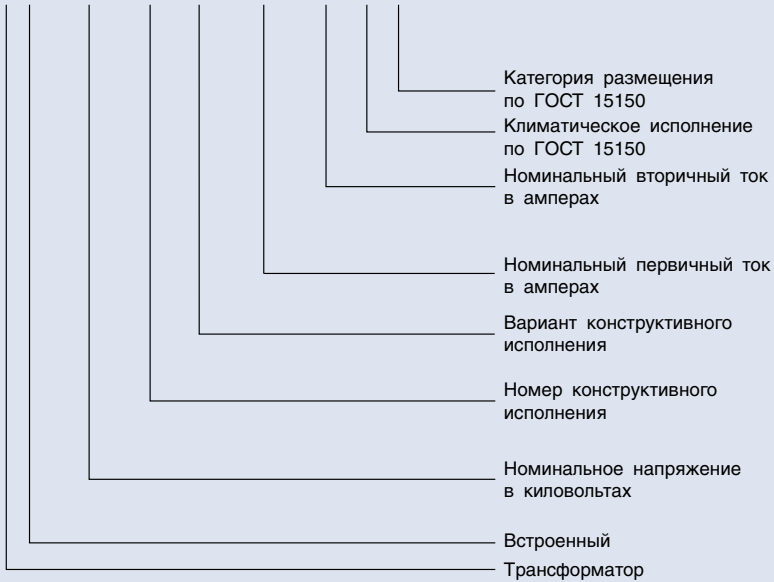 Категория размещения
по ГОСТ 15150
Климатическое исполнение
по ГОСТ 15150
Номинальный вторичный ток
в амперах
Номинальный первичный ток
в амперах
Вариант конструктивного
исполнения
Номер конструктивного
исполнения
Номинальное напряжение
в киловольтах
Встроенный
Трансформатор